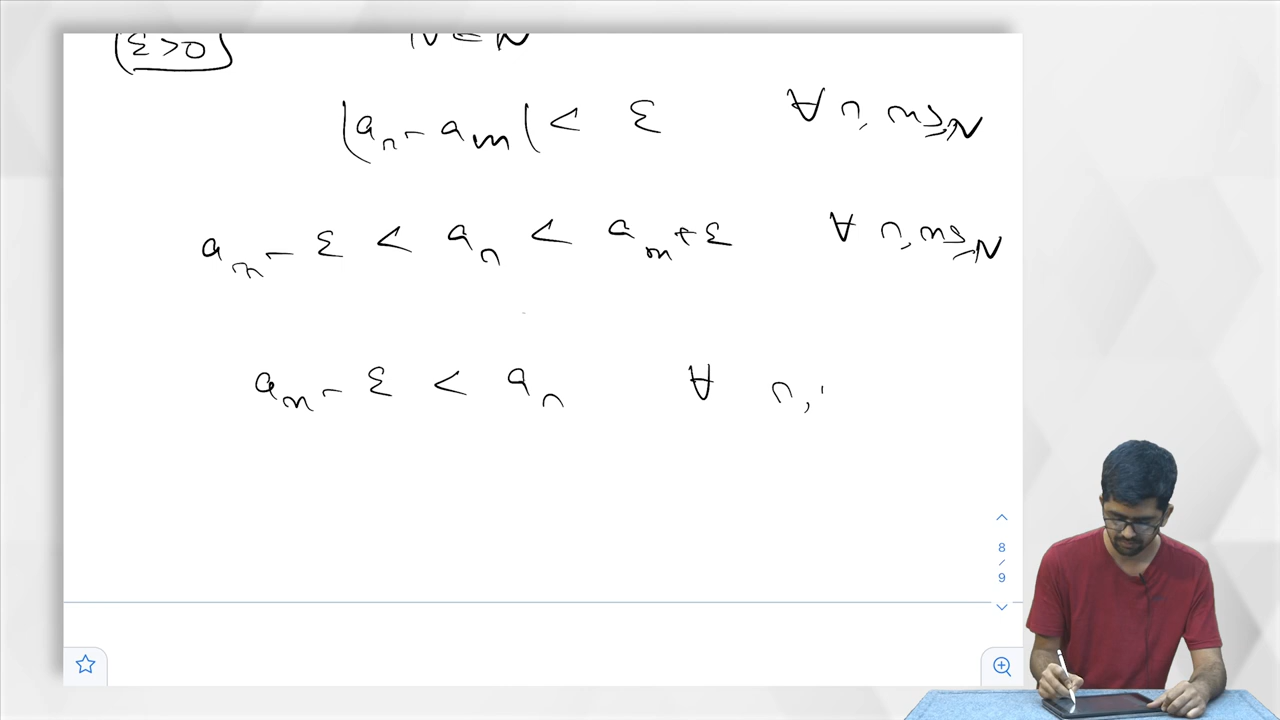 (ε>0)   N ∈ ℕ
|aₙ - aₘ| < ε   ∀ n, m ≥ N
aₘ - ε < aₙ < aₘ + ε   ∀ n, m ≥ N
aₘ - ε < aₙ   ∀ n,
8
/
9